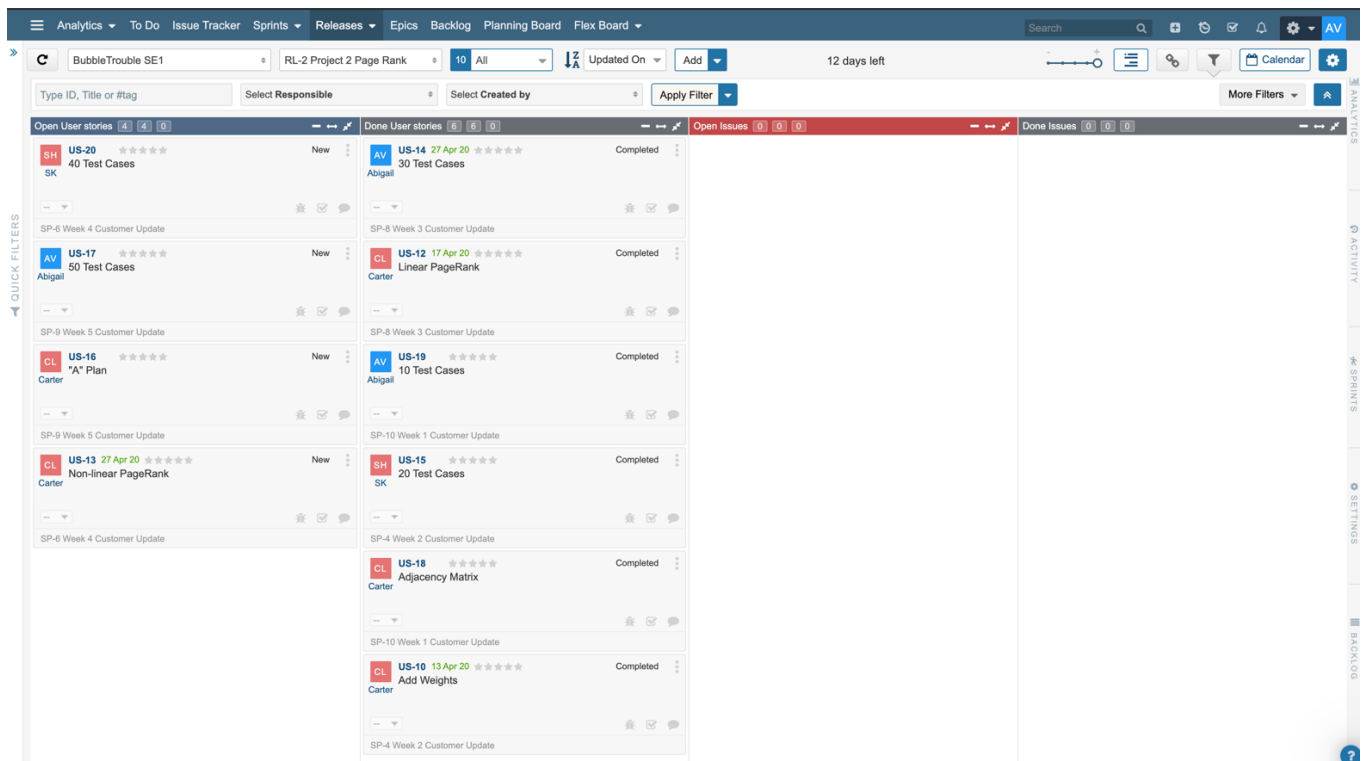 Analytics To Do Issue Tracker Sprints Releases Epics Backlog Planning Board Flex Board Search AV
BubbleTrouble SE1 RL-2 Project 2 Page Rank 10 All Updated On Add 12 days left Calendar
Type ID, Title or #tag Select Responsible Select Created by Apply Filter More Filters
QUICK FILTERS
Open User stories 4 4 0
SH US-20 New
40 Test Cases
SK
--
SP-6 Week 4 Customer Update
AV US-17 New
50 Test Cases
Abigail
--
SP-9 Week 5 Customer Update
CL US-16 New
"A" Plan
Carter
--
SP-9 Week 5 Customer Update
CL US-13 27 Apr 20 New
Non-linear PageRank
Carter
--
SP-6 Week 4 Customer Update
Done User stories 6 6 0
AV US-14 27 Apr 20 Completed
30 Test Cases
Abigail
--
SP-8 Week 3 Customer Update
CL US-12 17 Apr 20 Completed
Linear PageRank
Carter
--
SP-8 Week 3 Customer Update
AV US-19 Completed
10 Test Cases
Abigail
--
SP-10 Week 1 Customer Update
SH US-15 Completed
20 Test Cases
SK
--
SP-4 Week 2 Customer Update
CL US-18 Completed
Adjacency Matrix
Carter
--
SP-10 Week 1 Customer Update
CL US-10 13 Apr 20 Completed
Add Weights
Carter
--
SP-4 Week 2 Customer Update
Open Issues 0 0 0
Done Issues 0 0 0
ANALYTICS
ACTIVITY
SPRINTS
SETTINGS
BACKLOG
?